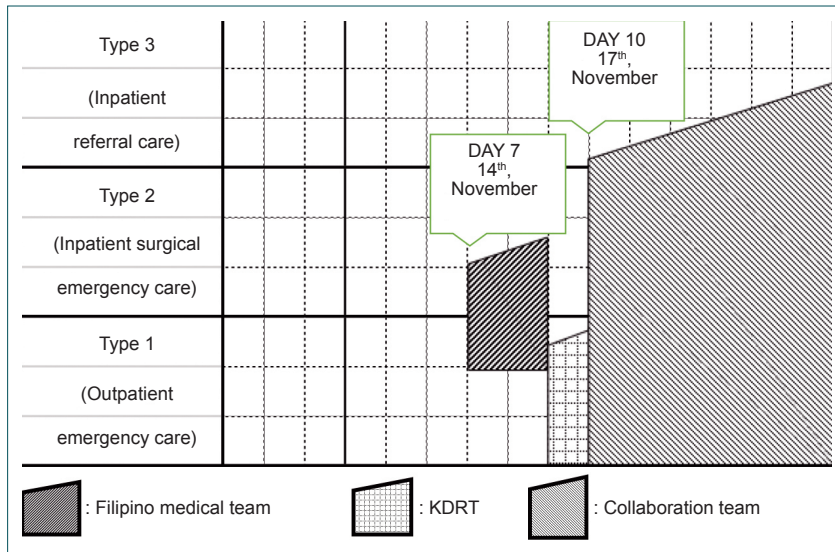 Type 3
(Inpatient
referral care)
Type 2
(Inpatient surgical
emergency care)
Type 1
(Outpatient
emergency care)
DAY 7
14th,
November
DAY 10
17th,
November
: Filipino medical team
: KDRT
: Collaboration team